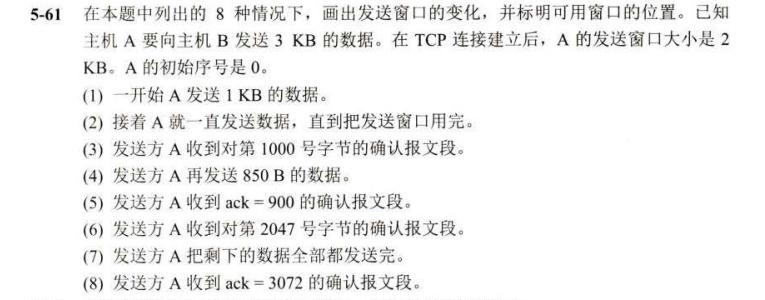 5-61 在本题中列出的 8 种情况下，画出发送窗口的变化，并标明可用窗口的位置。已知
主机 A 要向主机 B 发送 3 KB 的数据。在 TCP 连接建立后，A 的发送窗口大小是 2
KB。A 的初始序号是 0。
(1) 一开始 A 发送 1 KB 的数据。
(2) 接着 A 就一直发送数据，直到把发送窗口用完。
(3) 发送方 A 收到对第 1000 号字节的确认报文段。
(4) 发送方 A 再发送 850 B 的数据。
(5) 发送方 A 收到 ack = 900 的确认报文段。
(6) 发送方 A 收到对第 2047 号字节的确认报文段。
(7) 发送方 A 把剩下的数据全部都发送完。
(8) 发送方 A 收到 ack = 3072 的确认报文段。